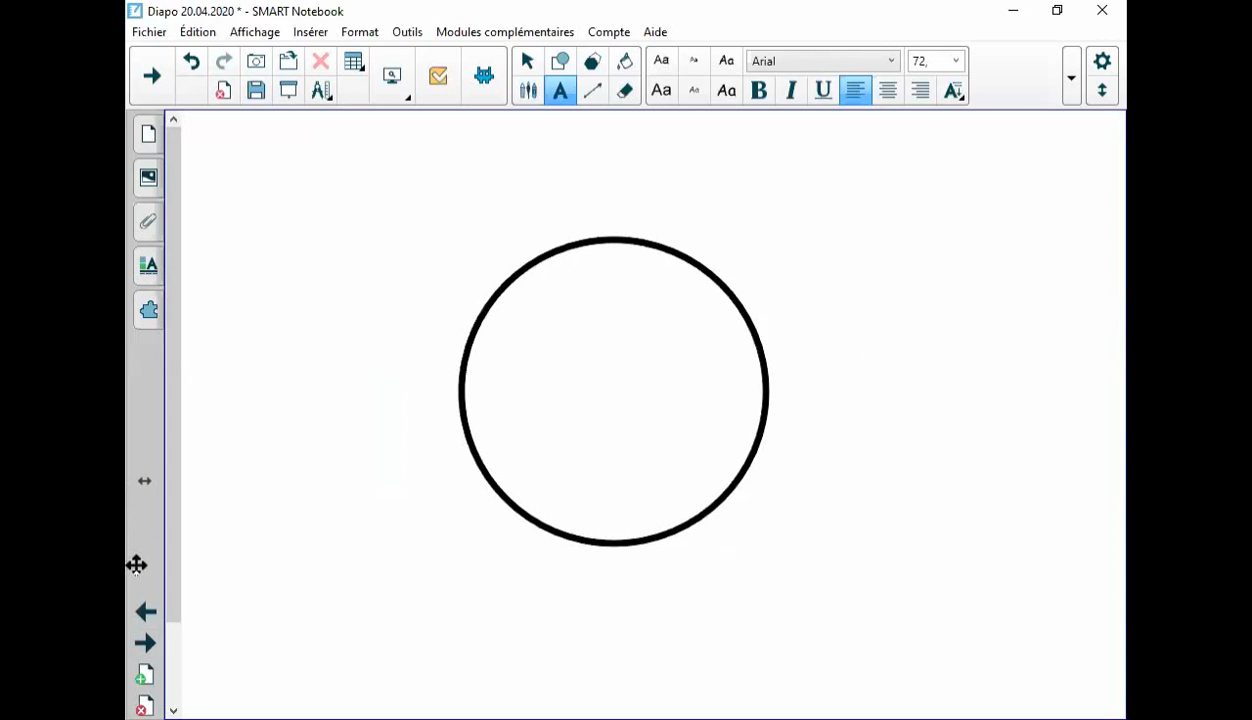 Diapo 20.04.2020 * - SMART Notebook
Fichier Édition Affichage Insérer Format Outils Modules complémentaires Compte Aide
Aa Aa Aa Arial 72,
A Aa Aa Aa B I U A
A